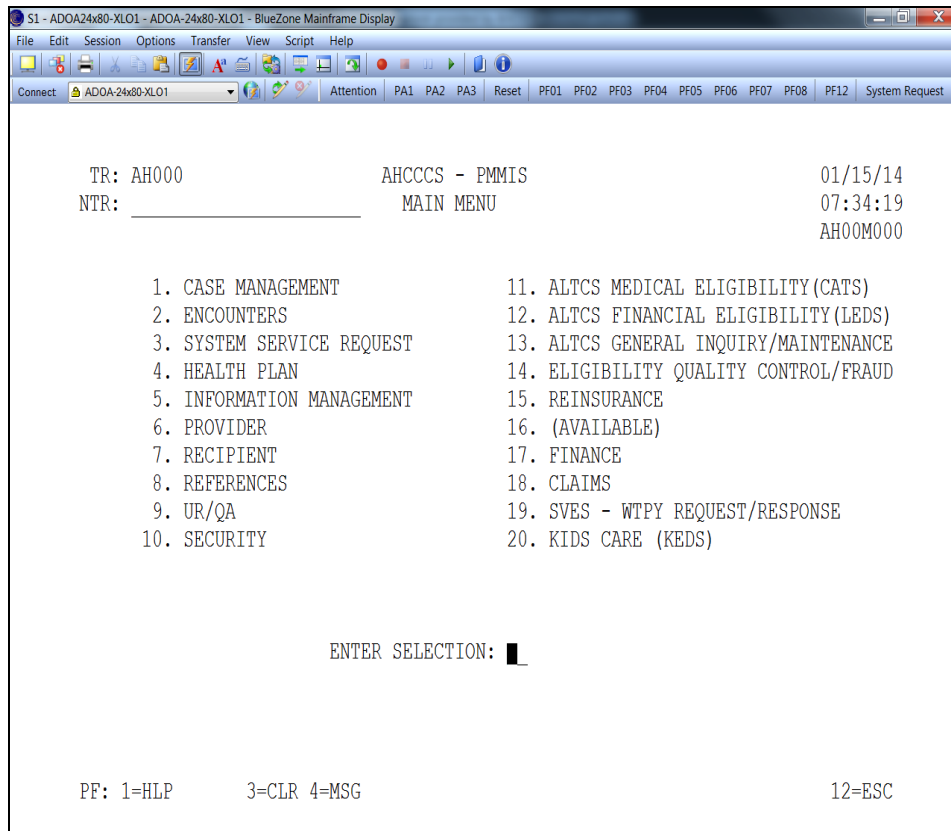 S1 - ADOA24x80-XLO1 - ADOA-24x80-XLO1 - BlueZone Mainframe Display
File Edit Session Options Transfer View Script Help
Connect ADOA-24x80-XLO1 Attention PA1 PA2 PA3 Reset PF01 PF02 PF03 PF04 PF05 PF06 PF07 PF08 PF12 System Request
TR: AH000 AHCCCS - PMMIS 01/15/14
NTR: MAIN MENU 07:34:19
AH00M000
1. CASE MANAGEMENT 11. ALTCS MEDICAL ELIGIBILITY(CATS)
2. ENCOUNTERS 12. ALTCS FINANCIAL ELIGIBILITY(LEDS)
3. SYSTEM SERVICE REQUEST 13. ALTCS GENERAL INQUIRY/MAINTENANCE
4. HEALTH PLAN 14. ELIGIBILITY QUALITY CONTROL/FRAUD
5. INFORMATION MANAGEMENT 15. REINSURANCE
6. PROVIDER 16. (AVAILABLE)
7. RECIPIENT 17. FINANCE
8. REFERENCES 18. CLAIMS
9. UR/QA 19. SVES - WTPY REQUEST/RESPONSE
10. SECURITY 20. KIDS CARE (KEDS)
ENTER SELECTION:
PF: 1=HLP 3=CLR 4=MSG 12=ESC